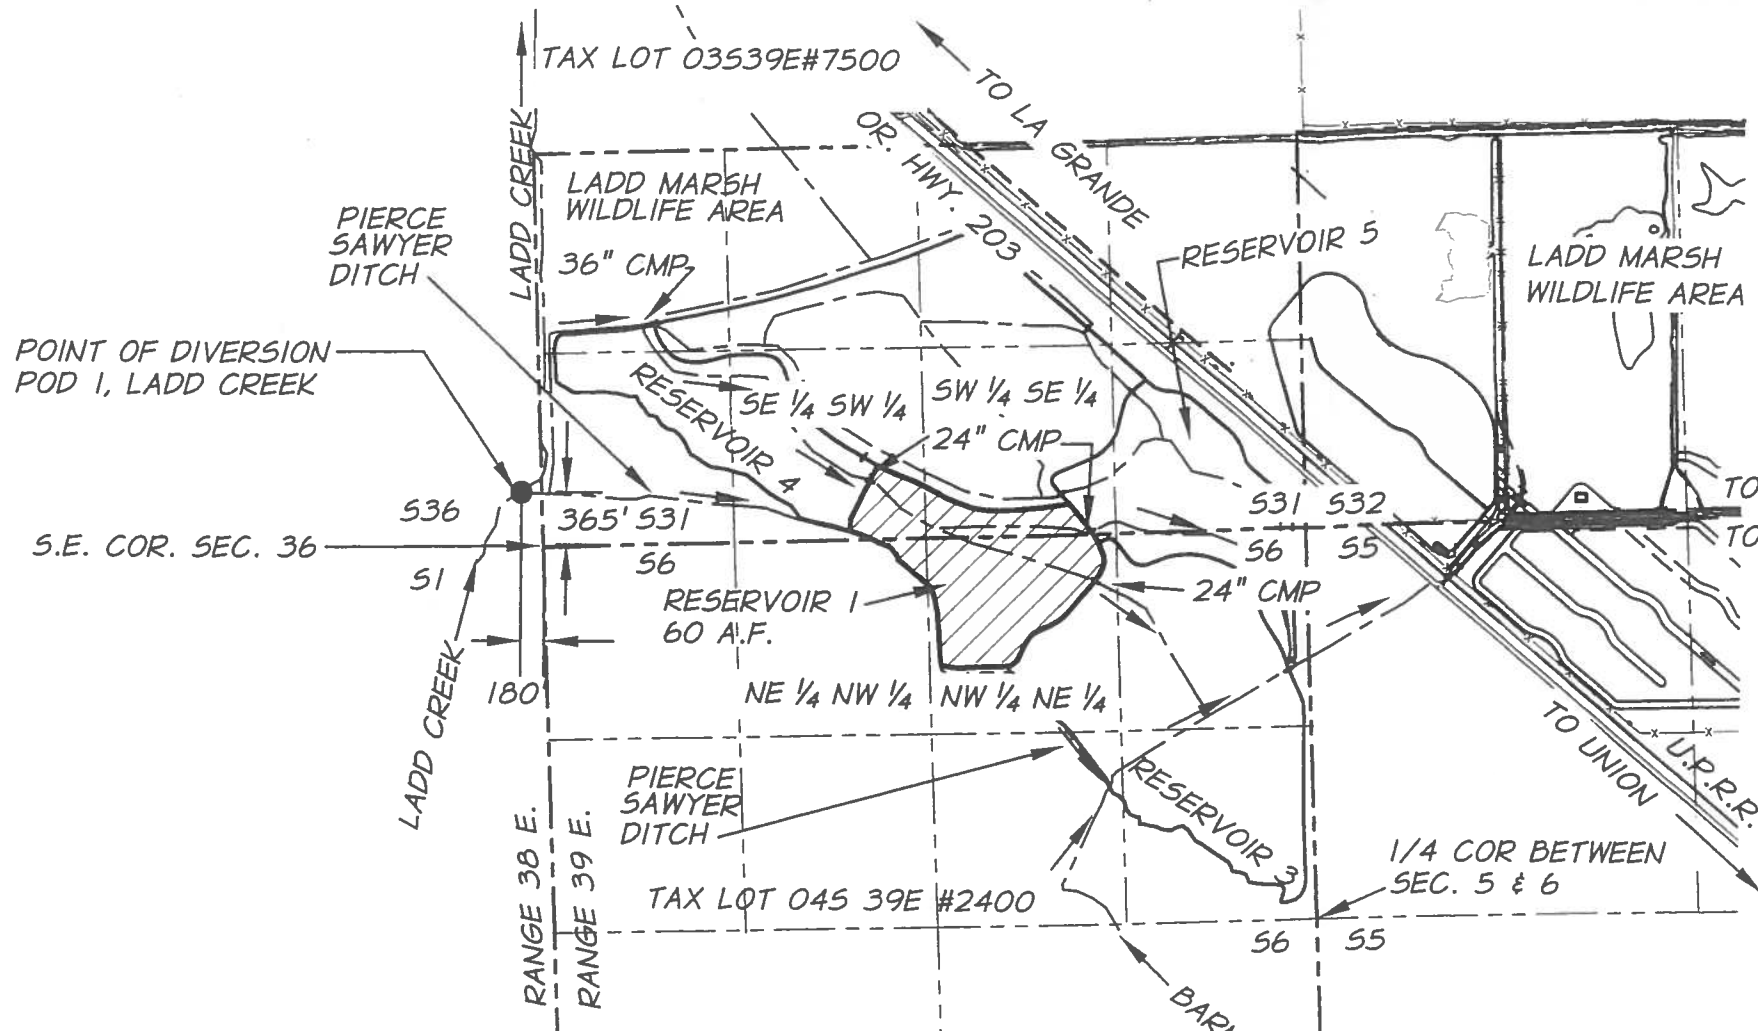 TAX LOT 03S39E#7500
TO LA GRANDE
OR. HWY. 203
LADD CREEK
LADD MARSH
WILDLIFE AREA
PIERCE
SAWYER
DITCH
36" CMP
RESERVOIR 5
LADD MARSH
WILDLIFE AREA
POINT OF DIVERSION
POD 1, LADD CREEK
RESERVOIR 4
SE 1/4 SW 1/4
SW 1/4 SE 1/4
24" CMP
S36
365' S31
S31
S32
TO
TO
S.E. COR. SEC. 36
S1
S6
S6
S5
RESERVOIR 1
60 A.F.
24" CMP
180'
LADD CREEK
NE 1/4 NW 1/4
NW 1/4 NE 1/4
TO UNION
U.P.R.R.
PIERCE
SAWYER
DITCH
RESERVOIR 3
RANGE 38 E.
RANGE 39 E.
1/4 COR BETWEEN
SEC. 5 & 6
TAX LOT 04S 39E #2400
S6
S5